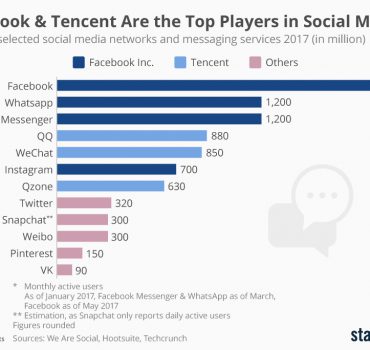 ook & Tencent Are the Top Players in Social M
selected social media networks and messaging services 2017 (in million)
Facebook Inc. Tencent Others
Facebook
Whatsapp 1,200
Messenger 1,200
QQ 880
WeChat 850
Instagram 700
Qzone 630
Twitter 320
Snapchat** 300
Weibo 300
Pinterest 150
VK 90
* Monthly active users
As of January 2017, Facebook Messenger & WhatsApp as of March,
Facebook as of May 2017
** Estimation, as Snapchat only reports daily active users
Figures rounded
Sources: We Are Social, Hootsuite, Techcrunch
sta